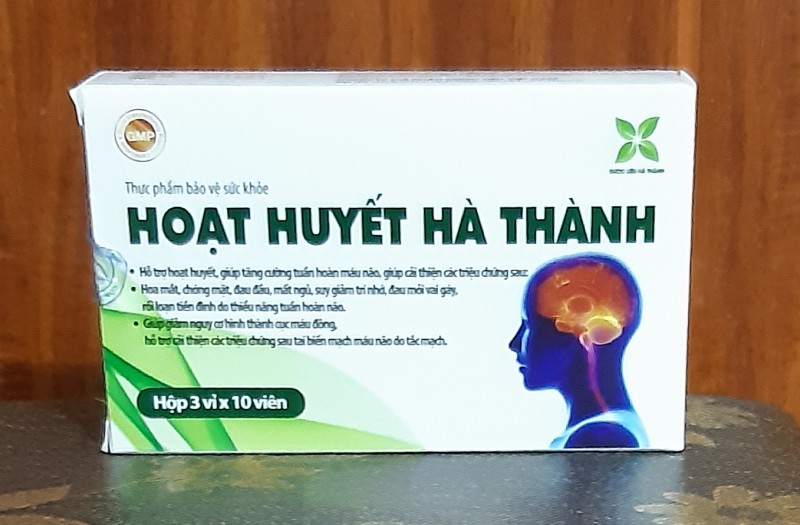 GMP
DƯỢC LIỆU HÀ THÀNH
Thực phẩm bảo vệ sức khỏe
HOẠT HUYẾT HÀ THÀNH
• Hỗ trợ hoạt huyết, giúp tăng cường tuần hoàn máu não, giúp cải thiện các triệu chứng sau:
• Hoa mắt, chóng mặt, đau đầu, mất ngủ, suy giảm trí nhớ, đau mỏi vai gáy,
rối loạn tiền đình do thiểu năng tuần hoàn não.
• Giúp giảm nguy cơ hình thành cục máu đông,
hỗ trợ cải thiện các triệu chứng sau tai biến mạch máu não do tắc mạch.
Hộp 3 vỉ x 10 viên